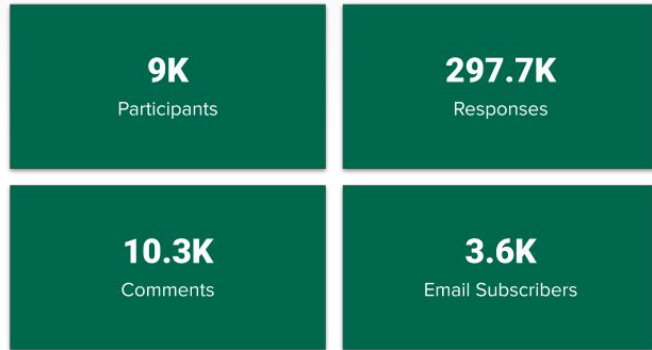 9K
Participants
297.7K
Responses
10.3K
Comments
3.6K
Email Subscribers